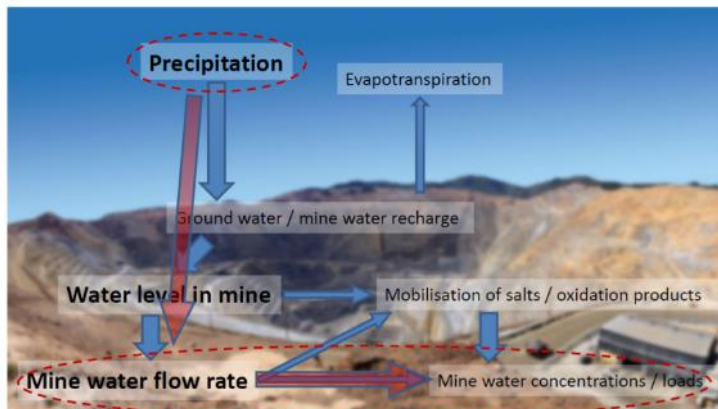 Precipitation
Evapotranspiration
Ground water / mine water recharge
Water level in mine
Mobilisation of salts / oxidation products
Mine water flow rate
Mine water concentrations / loads